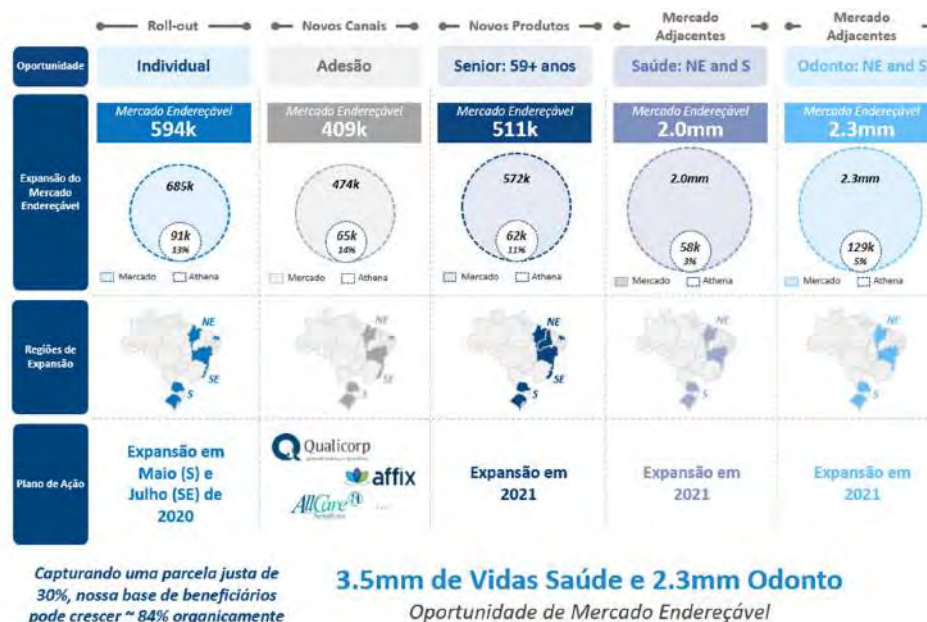 Roll-out
Novos Canais
Novos Produtos
Mercado
Adjacentes
Mercado
Adjacentes
Oportunidade
Individual
Adesão
Senior: 59+ anos
Saúde: NE and S
Odonto: NE and S
Expansão do
Mercado
Endereçável
Mercado Endereçável
594k
685k
91k
13%
Mercado
Athena
Mercado Endereçável
409k
474k
65k
14%
Mercado
Athena
Mercado Endereçável
511k
572k
62k
11%
Mercado
Athena
Mercado Endereçável
2.0mm
2.0mm
58k
3%
Mercado
Athena
Mercado Endereçável
2.3mm
2.3mm
129k
5%
Mercado
Athena
Regiões de
Expansão
NE
SE
S
NE
S
NE
SE
S
NE
S
NE
S
Plano de Ação
Expansão em
Maio (S) e
Julho (SE) de
2020
Qualicorp
affix
AllCare
Expansão em
2021
Expansão em
2021
Expansão em
2021
Capturando uma parcela justa de
30%, nossa base de beneficiários
pode crescer ~ 84% organicamente
3.5mm de Vidas Saúde e 2.3mm Odonto
Oportunidade de Mercado Endereçável